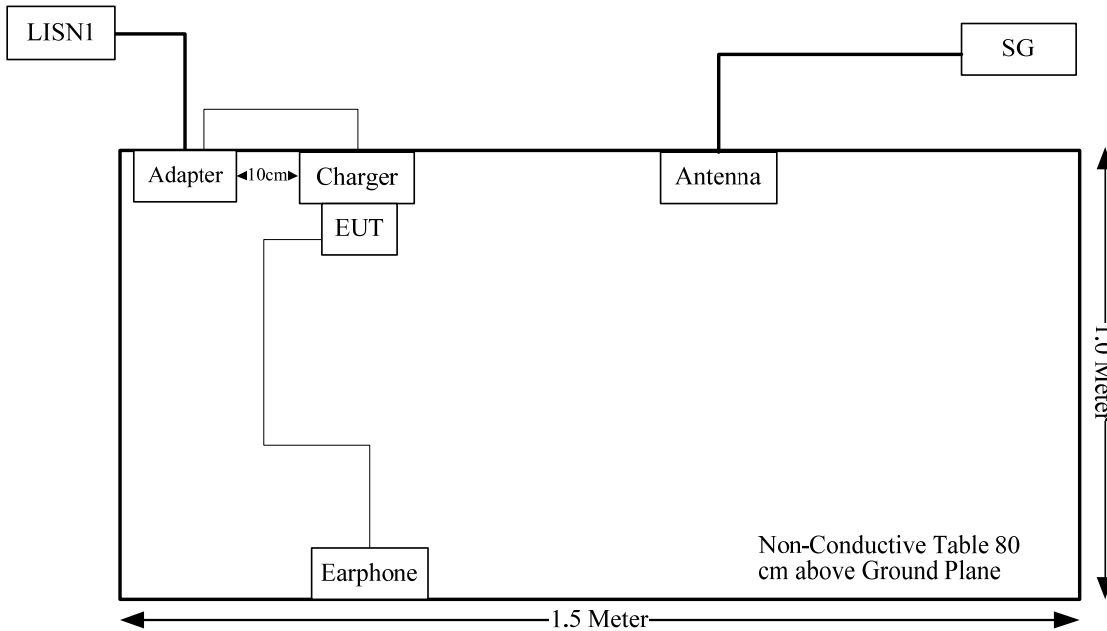 LISN1
SG
Adapter
10cm
Charger
Antenna
EUT
1.0 Meter
Earphone
Non-Conductive Table 80
cm above Ground Plane
1.5 Meter